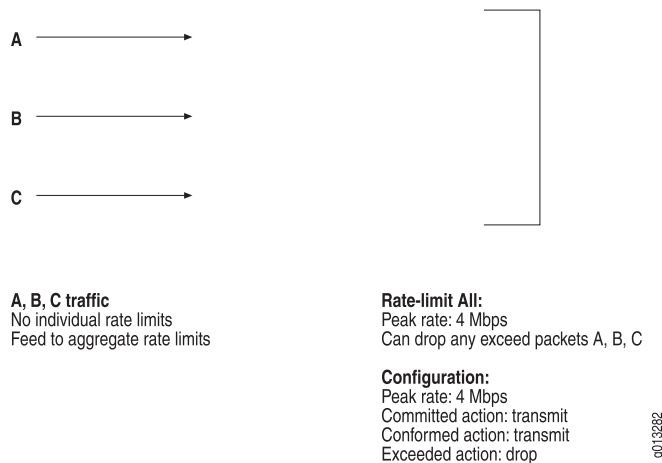 A
B
C
A, B, C traffic
No individual rate limits
Feed to aggregate rate limits
Rate-limit All:
Peak rate: 4 Mbps
Can drop any exceed packets A, B, C
Configuration:
Peak rate: 4 Mbps
Committed action: transmit
Conformed action: transmit
Exceeded action: drop
g013282